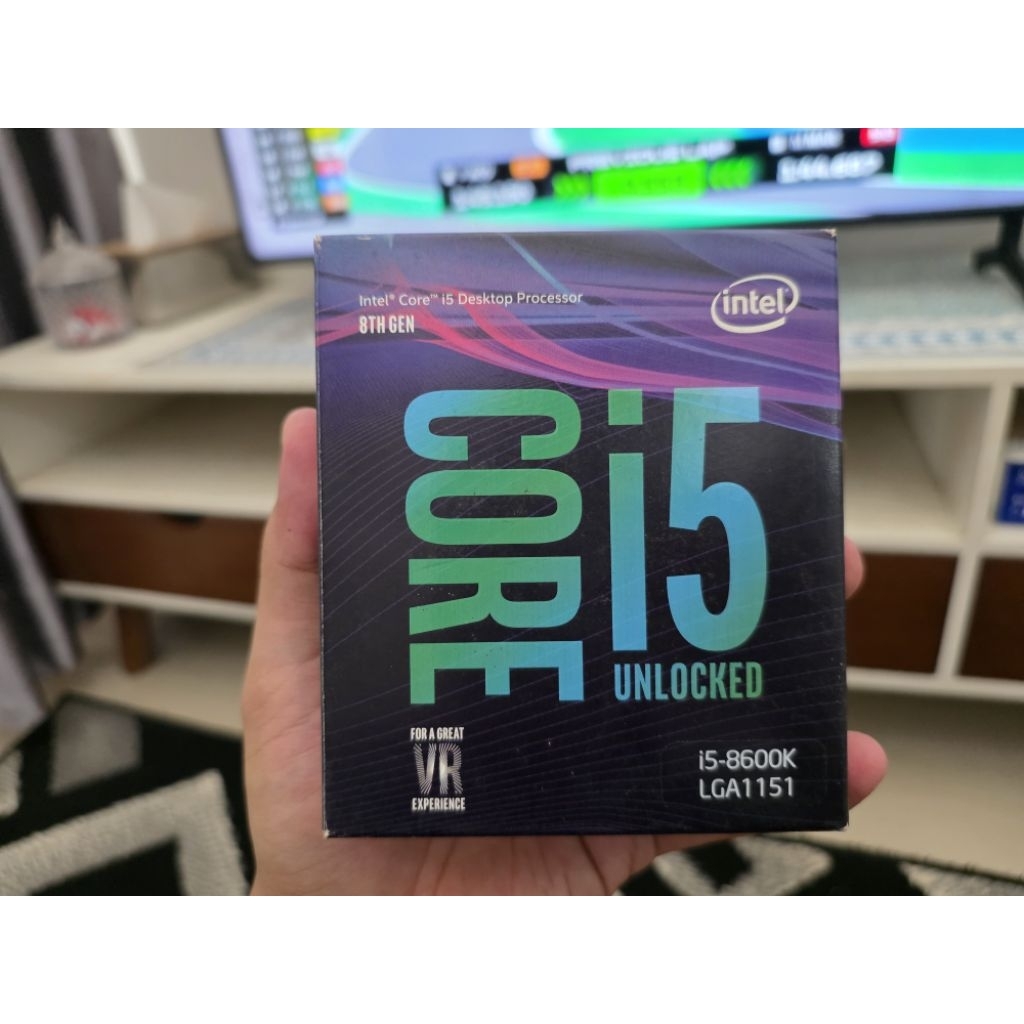 Intel® Core™ i5 Desktop Processor
8TH GEN
intel
CORE i5
UNLOCKED
FOR A GREAT
VR
EXPERIENCE
i5-8600K
LGA1151